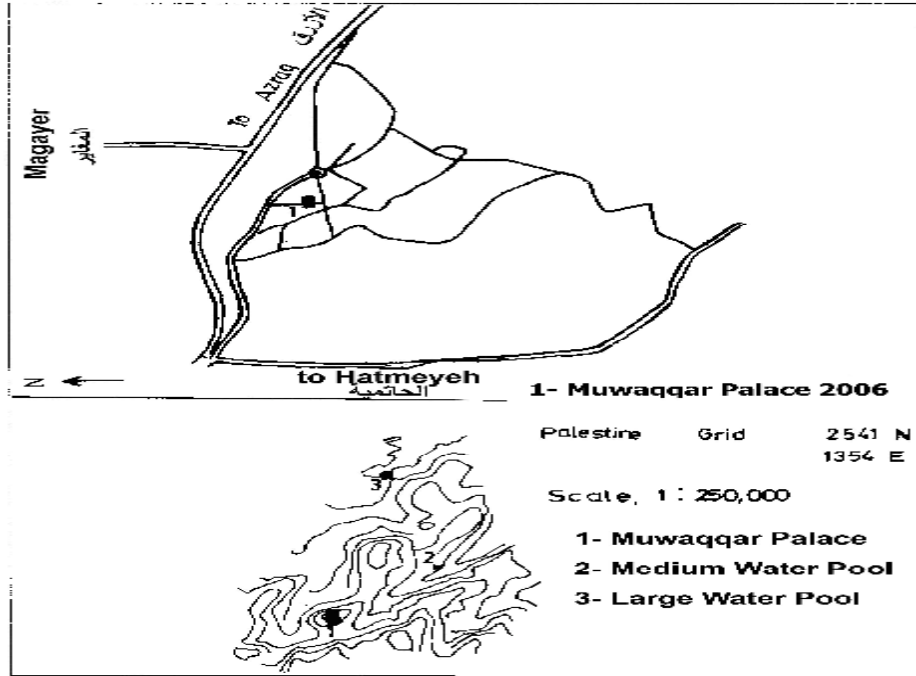 To Azraq الأزرق
Magayer
المغاير
1
N
to Hatmeyeh
الحاتمية
1- Muwaqqar Palace 2006
Palestine Grid 2541 N
1354 E
Scale, 1 : 250,000
1- Muwaqqar Palace
2- Medium Water Pool
3- Large Water Pool
3
2